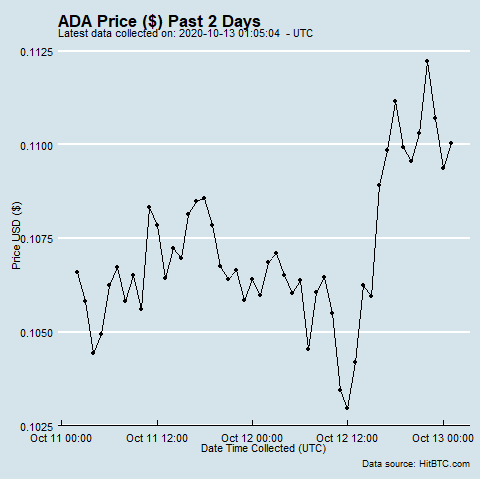 ADA Price ($) Past 2 Days
Latest data collected on: 2020-10-13 01:05:04 - UTC
0.1125
0.1100
0.1075
0.1050
0.1025
Price USD ($)
Oct 11 00:00 Oct 11 12:00 Oct 12 00:00 Oct 12 12:00 Oct 13 00:00
Date Time Collected (UTC)
Data source: HitBTC.com